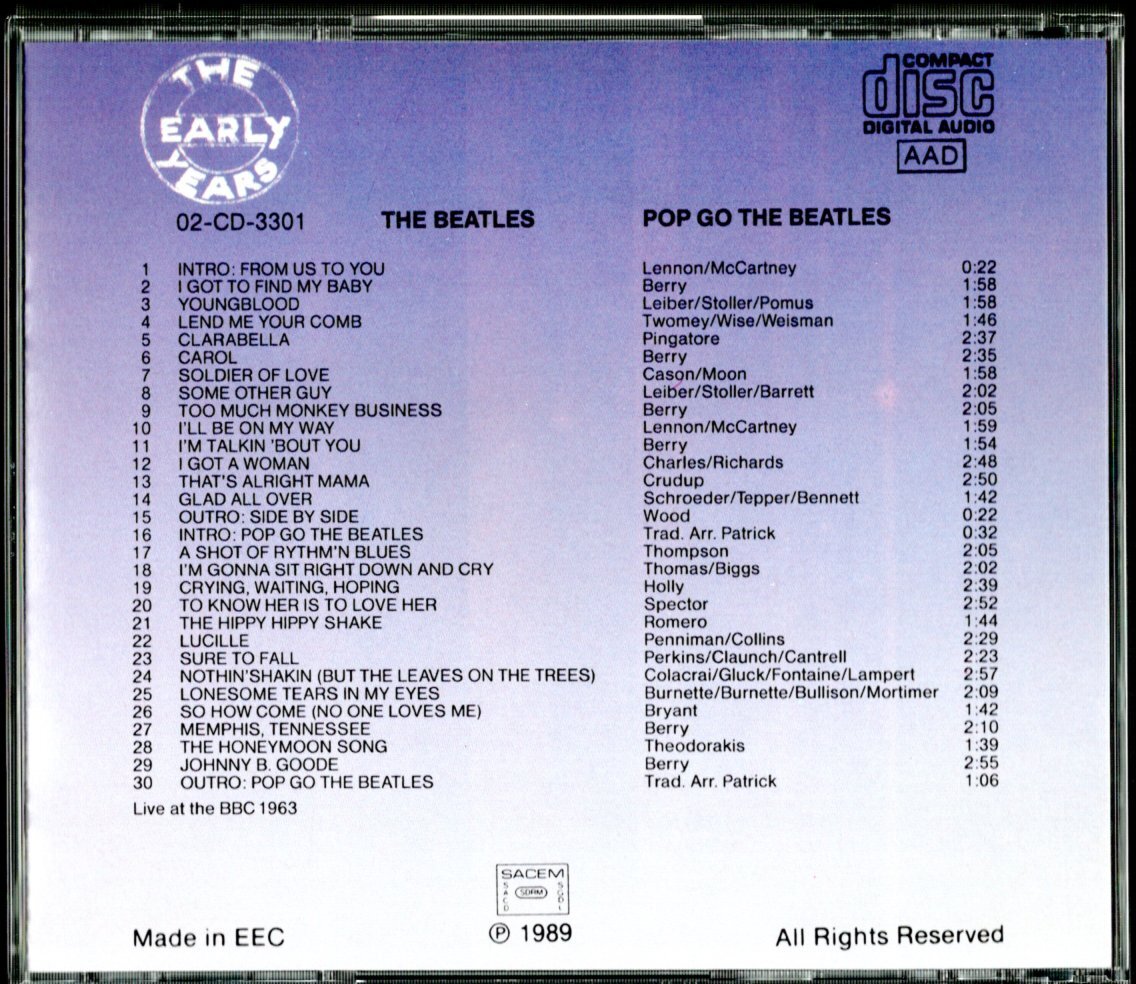 THE
EARLY
YEARS
COMPACT
disc
DIGITAL AUDIO
AAD
02-CD-3301 THE BEATLES POP GO THE BEATLES
1 INTRO: FROM US TO YOU Lennon/McCartney 0:22
2 I GOT TO FIND MY BABY Berry 1:58
3 YOUNGBLOOD Leiber/Stoller/Pomus 1:58
4 LEND ME YOUR COMB Twomey/Wise/Weisman 1:46
5 CLARABELLA Pingatore 2:37
6 CAROL Berry 2:35
7 SOLDIER OF LOVE Cason/Moon 1:58
8 SOME OTHER GUY Leiber/Stoller/Barrett 2:02
9 TOO MUCH MONKEY BUSINESS Berry 2:05
10 I'LL BE ON MY WAY Lennon/McCartney 1:59
11 I'M TALKIN 'BOUT YOU Berry 1:54
12 I GOT A WOMAN Charles/Richards 2:48
13 THAT'S ALRIGHT MAMA Crudup 2:50
14 GLAD ALL OVER Schroeder/Tepper/Bennett 1:42
15 OUTRO: SIDE BY SIDE Wood 0:22
16 INTRO: POP GO THE BEATLES Trad. Arr. Patrick 0:32
17 A SHOT OF RYTHM'N BLUES Thompson 2:05
18 I'M GONNA SIT RIGHT DOWN AND CRY Thomas/Biggs 2:02
19 CRYING, WAITING, HOPING Holly 2:39
20 TO KNOW HER IS TO LOVE HER Spector 2:52
21 THE HIPPY HIPPY SHAKE Romero 1:44
22 LUCILLE Penniman/Collins 2:29
23 SURE TO FALL Perkins/Claunch/Cantrell 2:23
24 NOTHIN'SHAKIN (BUT THE LEAVES ON THE TREES) Colacrai/Gluck/Fontaine/Lampert 2:57
25 LONESOME TEARS IN MY EYES Burnette/Burnette/Bullison/Mortimer 2:09
26 SO HOW COME (NO ONE LOVES ME) Bryant 1:42
27 MEMPHIS, TENNESSEE Berry 2:10
28 THE HONEYMOON SONG Theodorakis 1:39
29 JOHNNY B. GOODE Berry 2:55
30 OUTRO: POP GO THE BEATLES Trad. Arr. Patrick 1:06
Live at the BBC 1963
SACEM
SACD
SDRM
SGDL
Made in EEC ℗ 1989 All Rights Reserved